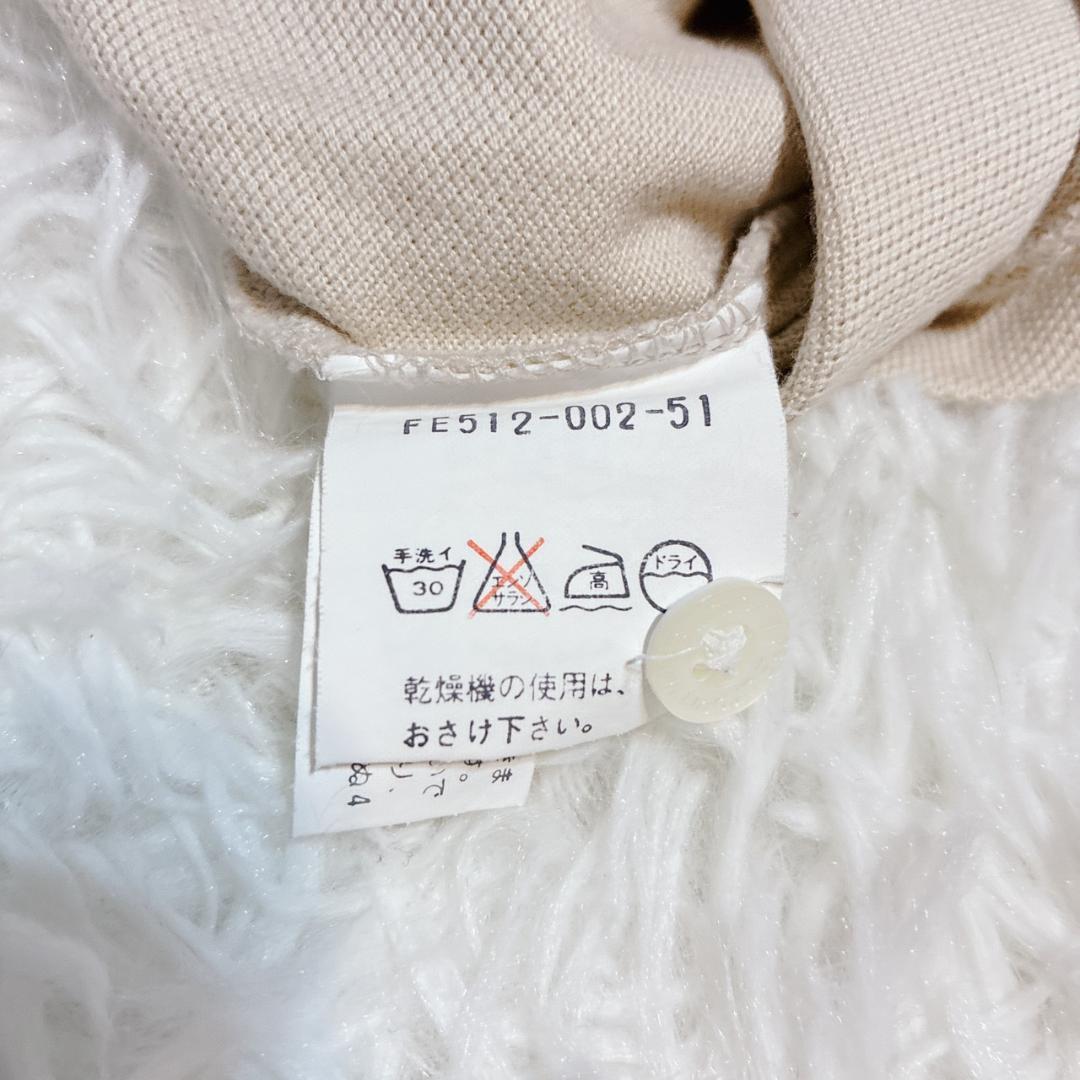 FE512-002-51
手洗イ
30
エンソ
サラシ
高
ドライ
乾燥機の使用は、
おさけ下さい。